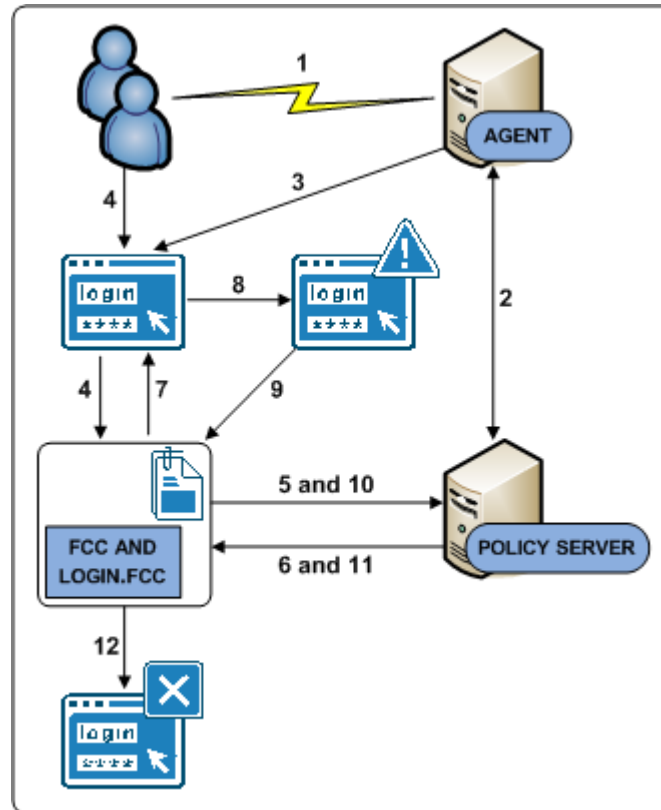 1
AGENT
4
3
2
login
****
8
login
****
4
7
9
5 and 10
FCC AND
LOGIN.FCC
6 and 11
POLICY SERVER
12
login
****